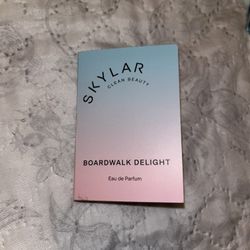 SKYLAR
CLEAN BEAUTY
BOARDWALK DELIGHT
Eau de Parfum